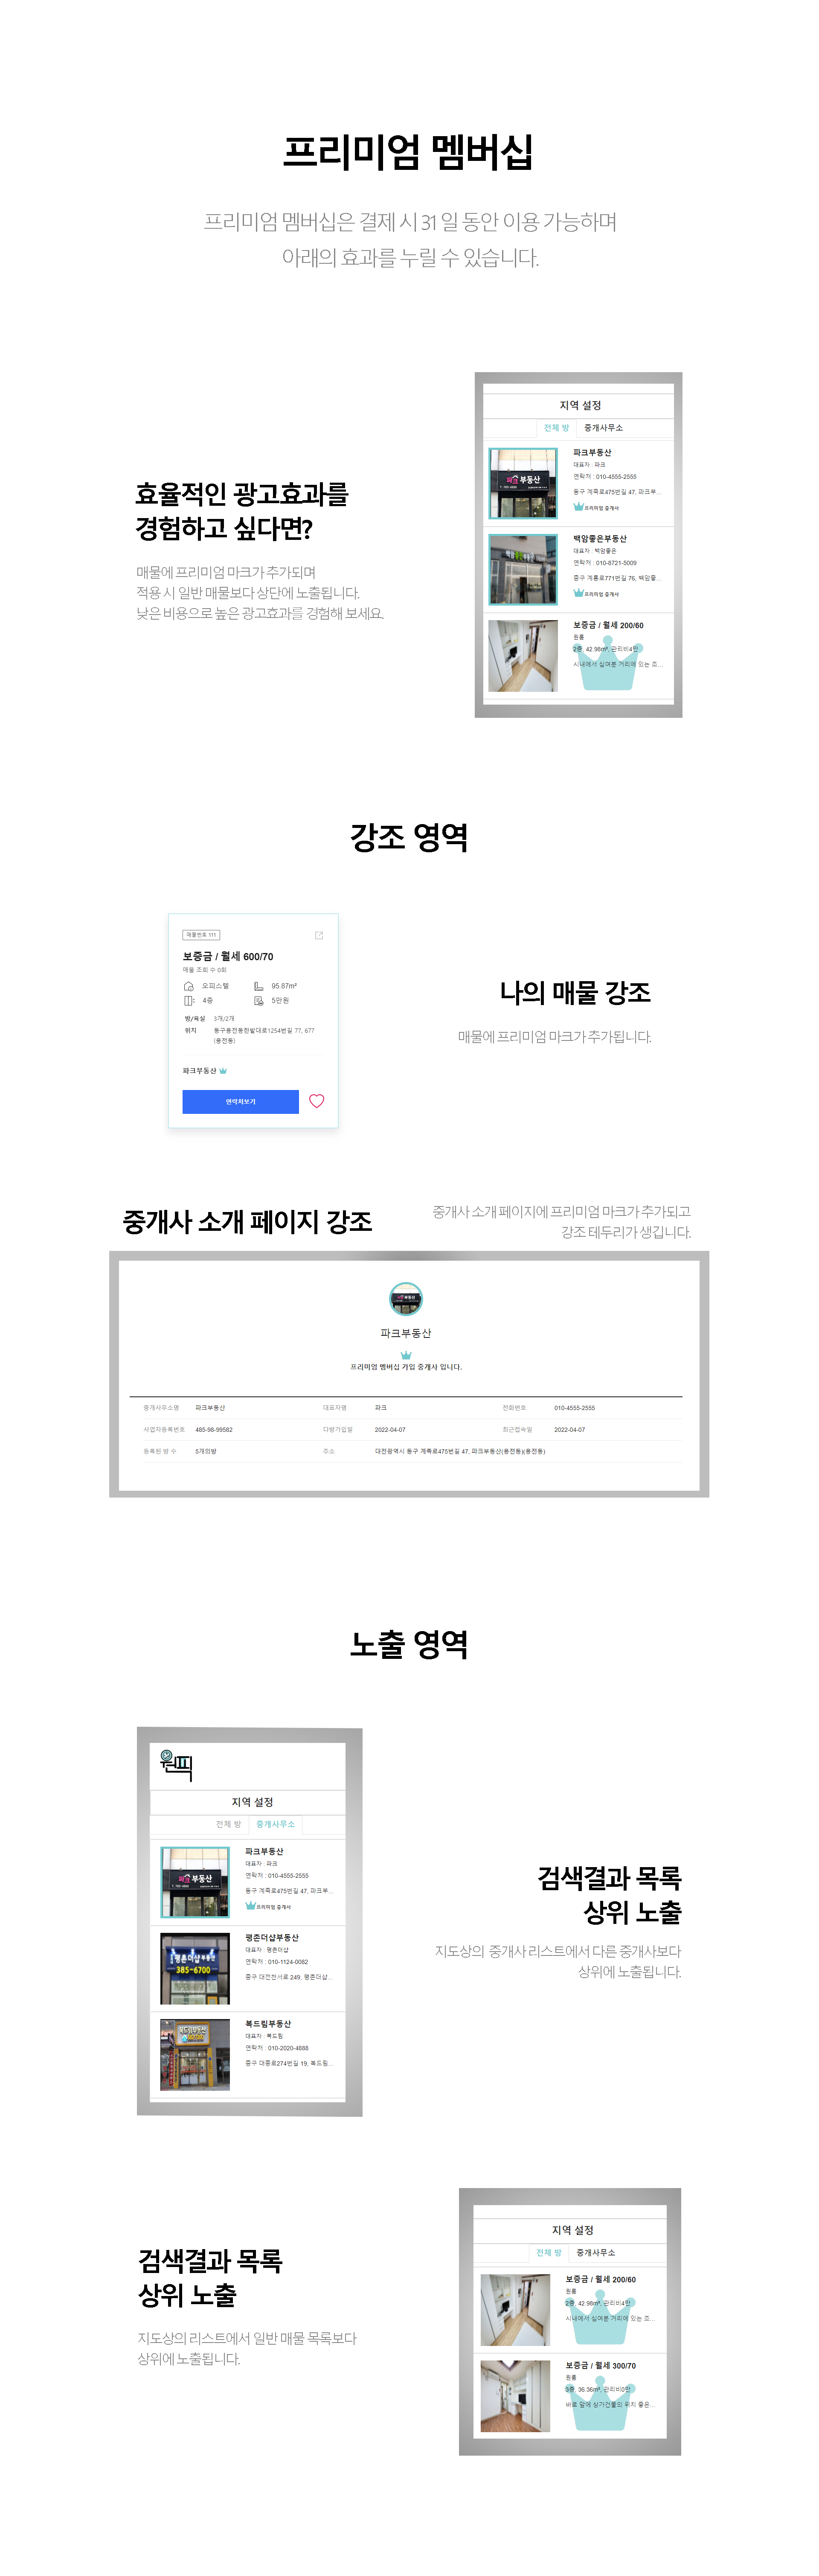 프리미엄 멤버십
프리미엄 멤버십은 결제 시 31 일 동안 이용 가능하며
아래의 효과를 누릴 수 있습니다.
지역 설정
전체 방 중개사무소
파크부동산
대표자 : 파크
연락처 : 010-4555-2555
동구 계족로475번길 47, 파크부...
프리미엄 중개사
백암좋은부동산
대표자 : 백암좋은
연락처 : 010-8721-5009
중구 계룡로771번길 76, 백암좋...
프리미엄 중개사
보증금 / 월세 200/60
원룸
2층, 42.98m², 관리비4만
시내에서 십여분 거리에 있는 조...
효율적인 광고효과를
경험하고 싶다면?
매물에 프리미엄 마크가 추가되며
적용 시 일반 매물보다 상단에 노출됩니다.
낮은 비용으로 높은 광고효과를 경험해 보세요.
강조 영역
매물번호 111
보증금 / 월세 600/70
매물 조회 수 0회
오피스텔 95.87m²
4층 5만원
방/욕실 3개/2개
위치 동구용전동한밭대로1254번길 77, 677
(용전동)
파크부동산
연락처보기
나의 매물 강조
매물에 프리미엄 마크가 추가됩니다.
중개사 소개 페이지 강조
중개사 소개 페이지에 프리미엄 마크가 추가되고
강조 테두리가 생깁니다.
파크부동산
프리미엄 멤버십 가입 중개사 입니다.
중개사무소명 파크부동산 대표자명 파크 전화번호 010-4555-2555
사업자등록번호 485-98-99582 다방가입일 2022-04-07 최근접속일 2022-04-07
등록된 방 수 5개의방 주소 대전광역시 동구 계족로475번길 47, 파크부동산(용전동)(용전동)
노출 영역
원픽
지역 설정
전체 방 중개사무소
파크부동산
대표자 : 파크
연락처 : 010-4555-2555
동구 계족로475번길 47, 파크부...
프리미엄 중개사
평촌더샵부동산
385-6700
평촌더샵부동산
대표자 : 평촌더샵
연락처 : 010-1124-0082
중구 대전천서로 249, 평촌더샵...
복드림부동산
대표자 : 복드림
연락처 : 010-2020-4888
중구 대종로274번길 19, 복드림...
검색결과 목록
상위 노출
지도상의 중개사 리스트에서 다른 중개사보다
상위에 노출됩니다.
검색결과 목록
상위 노출
지도상의 리스트에서 일반 매물 목록보다
상위에 노출됩니다.
지역 설정
전체 방 중개사무소
보증금 / 월세 200/60
원룸
2층, 42.98m², 관리비4만
시내에서 십여분 거리에 있는 조...
보증금 / 월세 300/70
원룸
5층, 36.36m², 관리비0만
바로 앞에 상가건물의 위치 좋은...